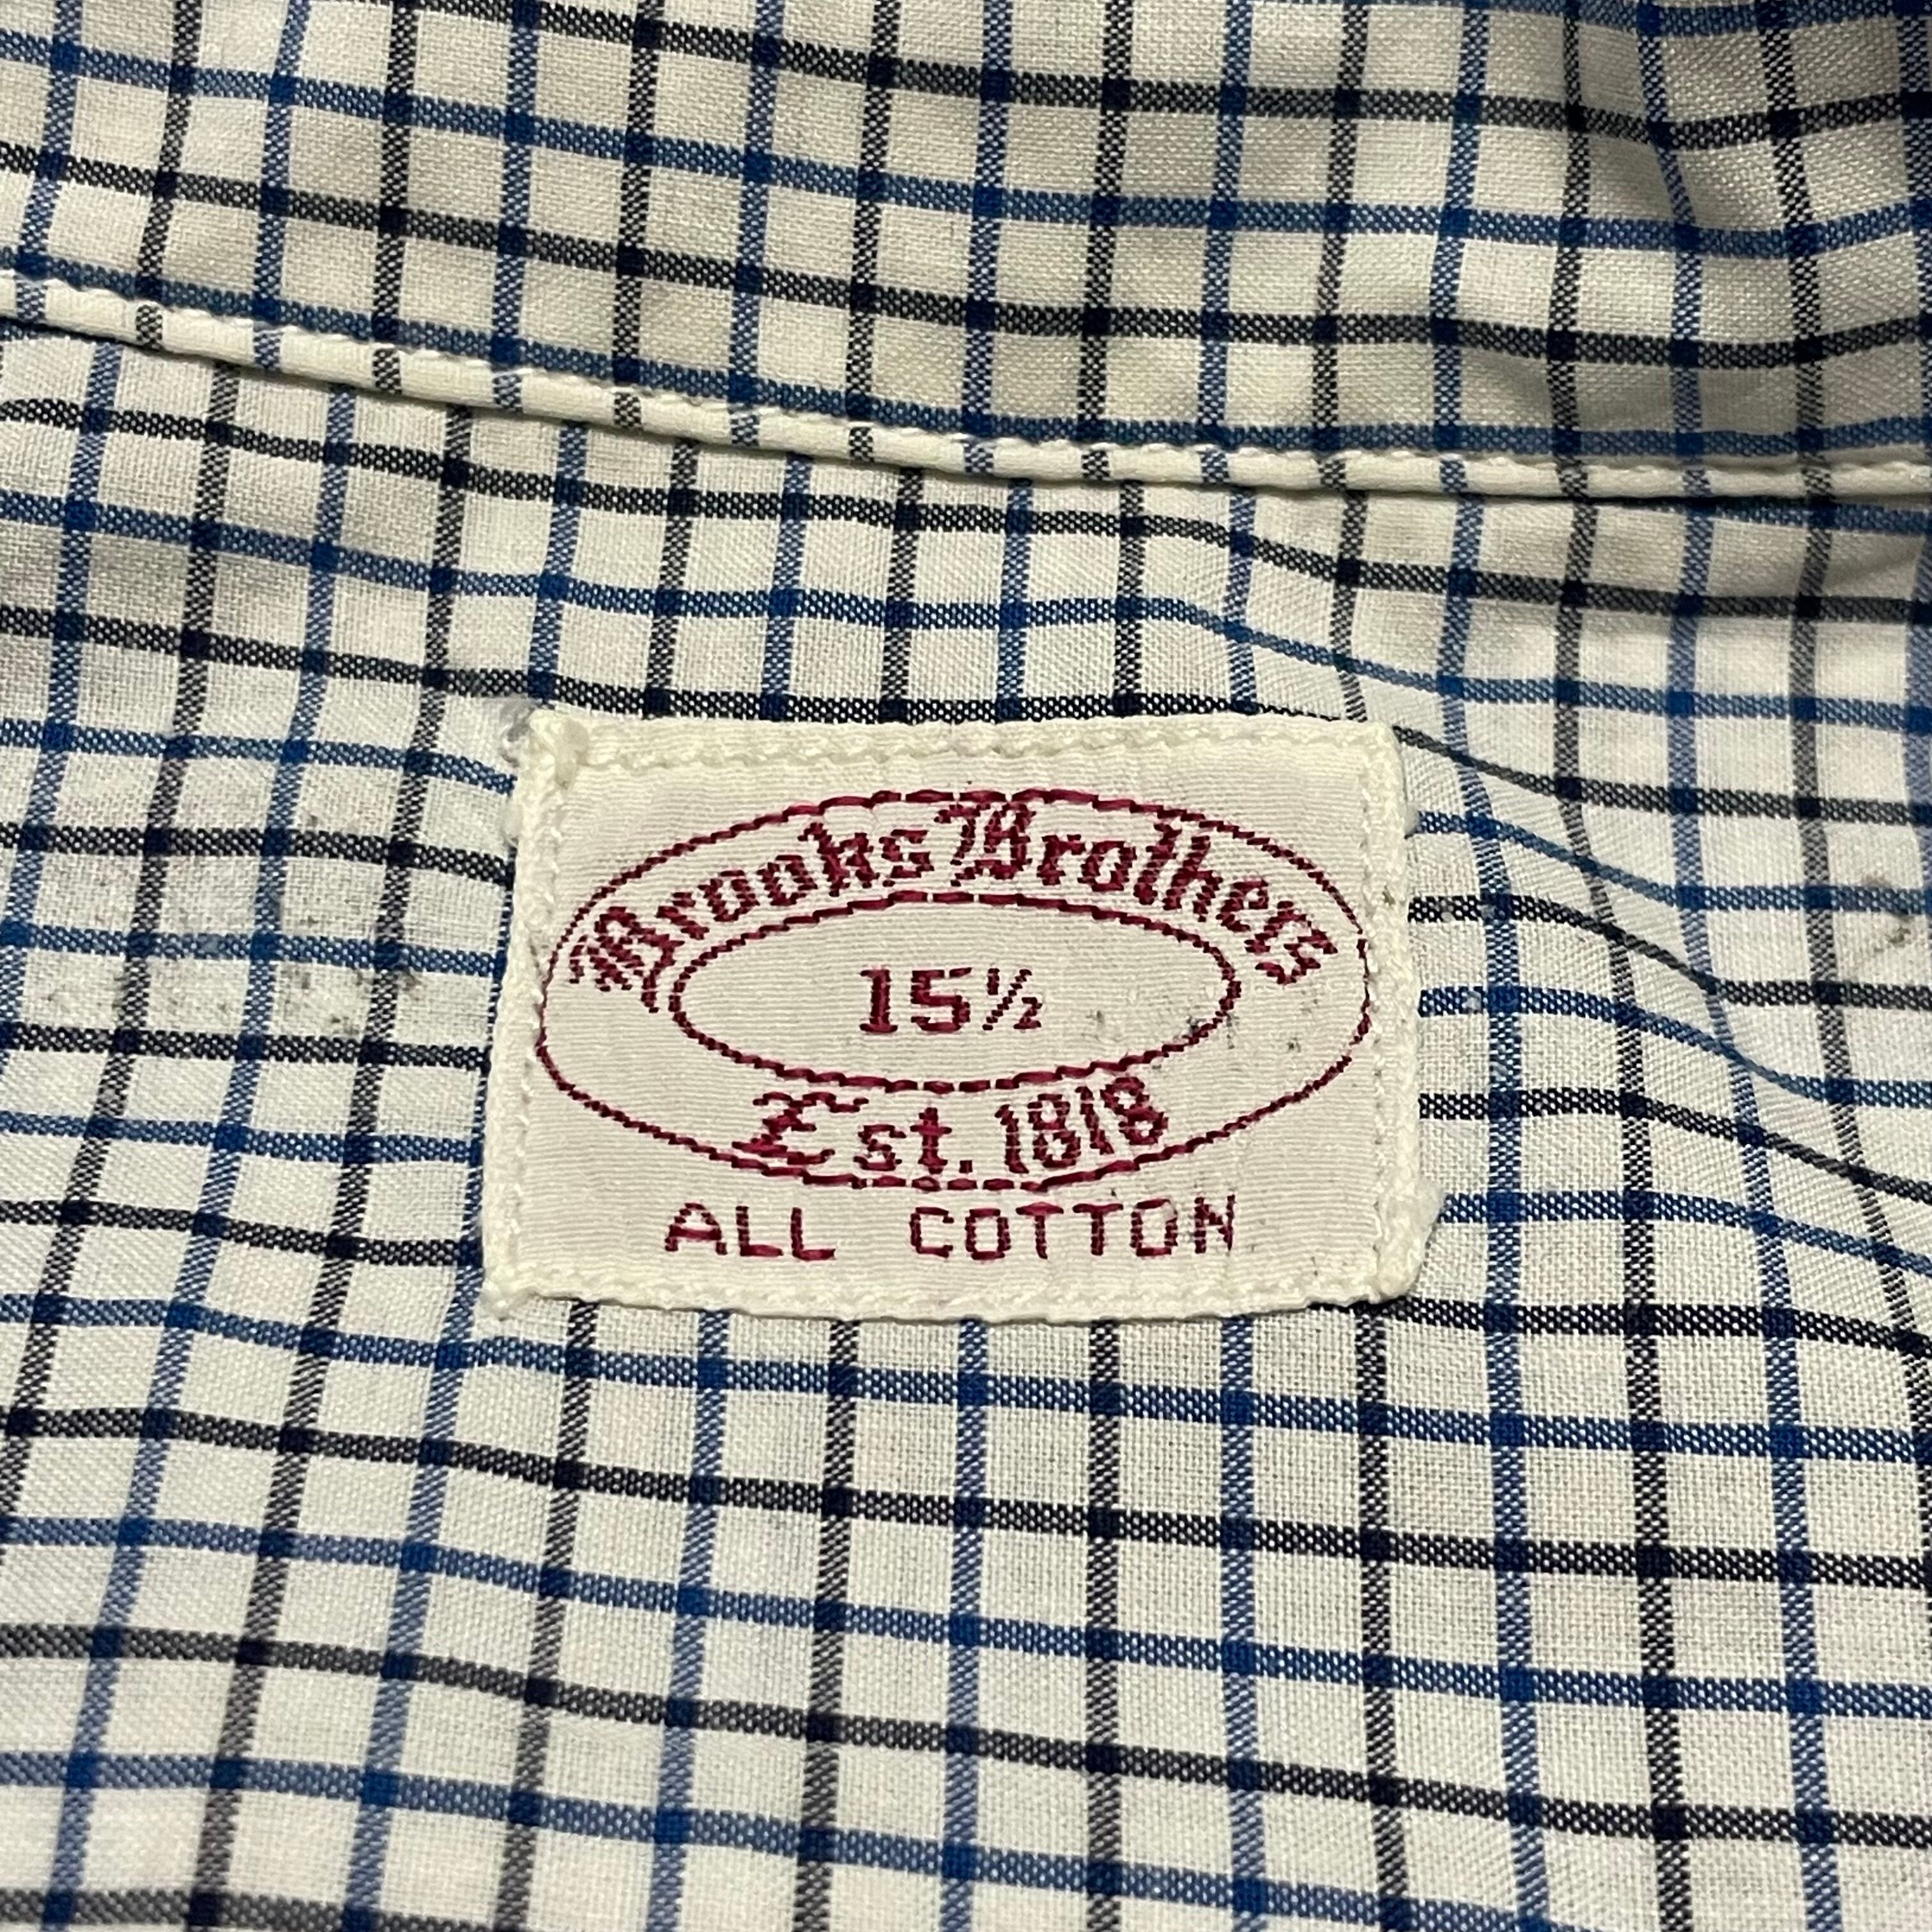 Brooks Brothers
15½
Est. 1818
ALL COTTON